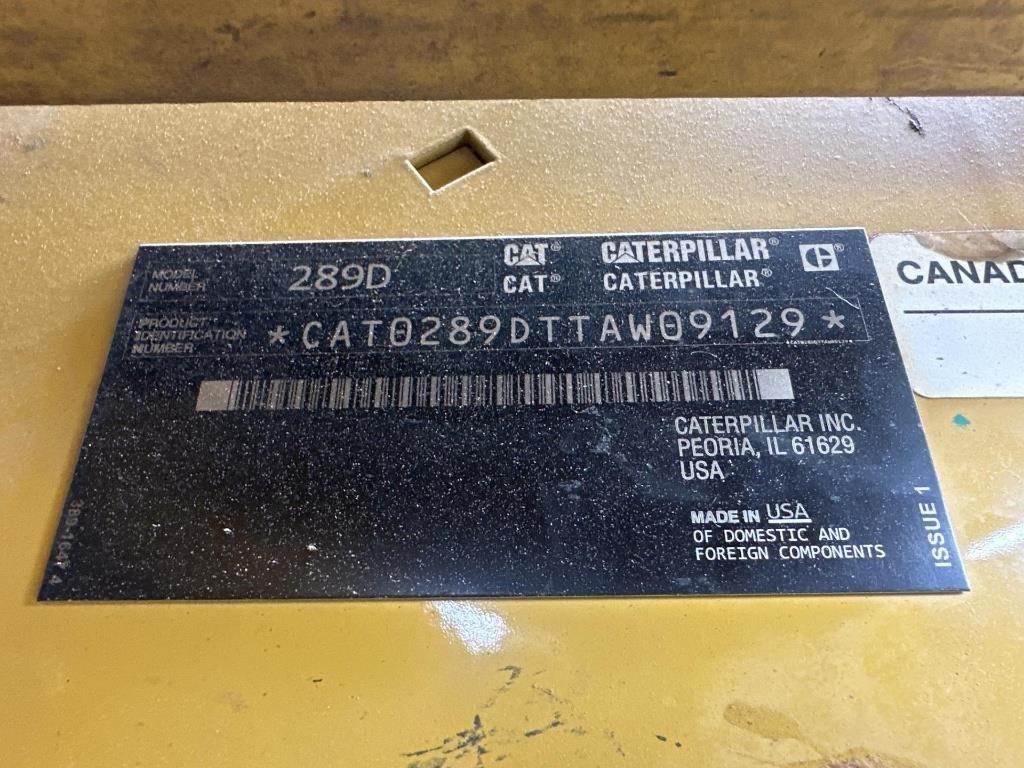 MODEL
NUMBER
289D
CAT®
CATERPILLAR®
CAT®
CATERPILLAR®
PRODUCT
IDENTIFICATION
NUMBER
*CAT0289DTTAW09129*
CATERPILLAR INC.
PEORIA, IL 61629
USA
MADE IN USA
OF DOMESTIC AND
FOREIGN COMPONENTS
ISSUE 1
CANAD